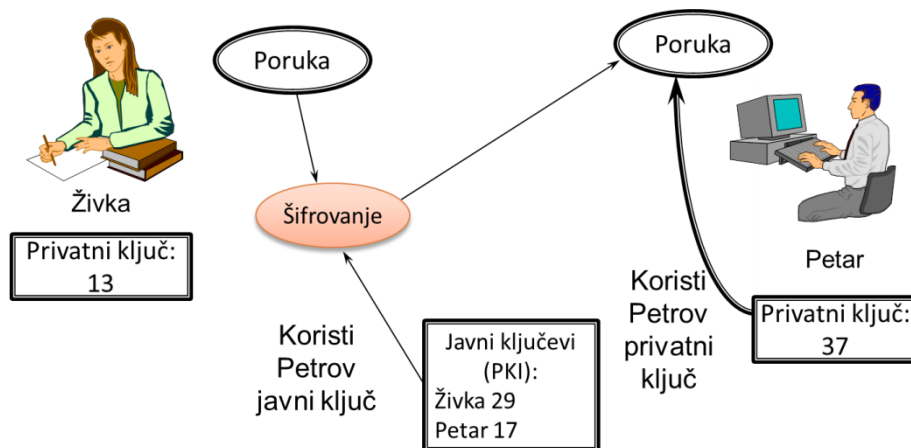 Poruka
Poruka
Šifrovanje
Živka
Privatni ključ:
13
Koristi
Petrov
javni ključ
Javni ključevi
(PKI):
Živka 29
Petar 17
Koristi
Petrov
privatni
ključ
Petar
Privatni ključ:
37